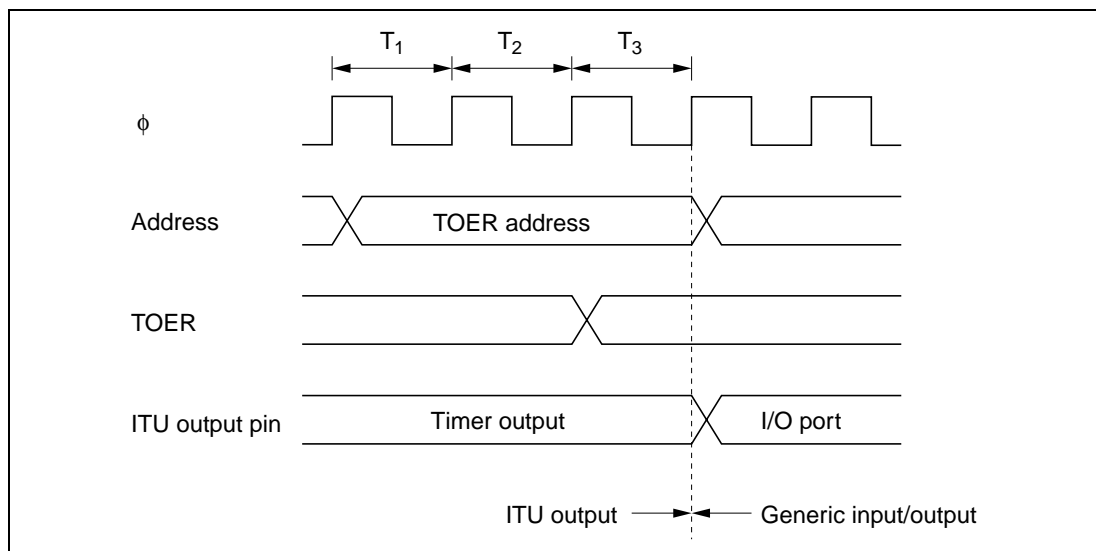 T₁ T₂ T₃
ϕ
Address TOER address
TOER
ITU output pin Timer output I/O port
ITU output Generic input/output